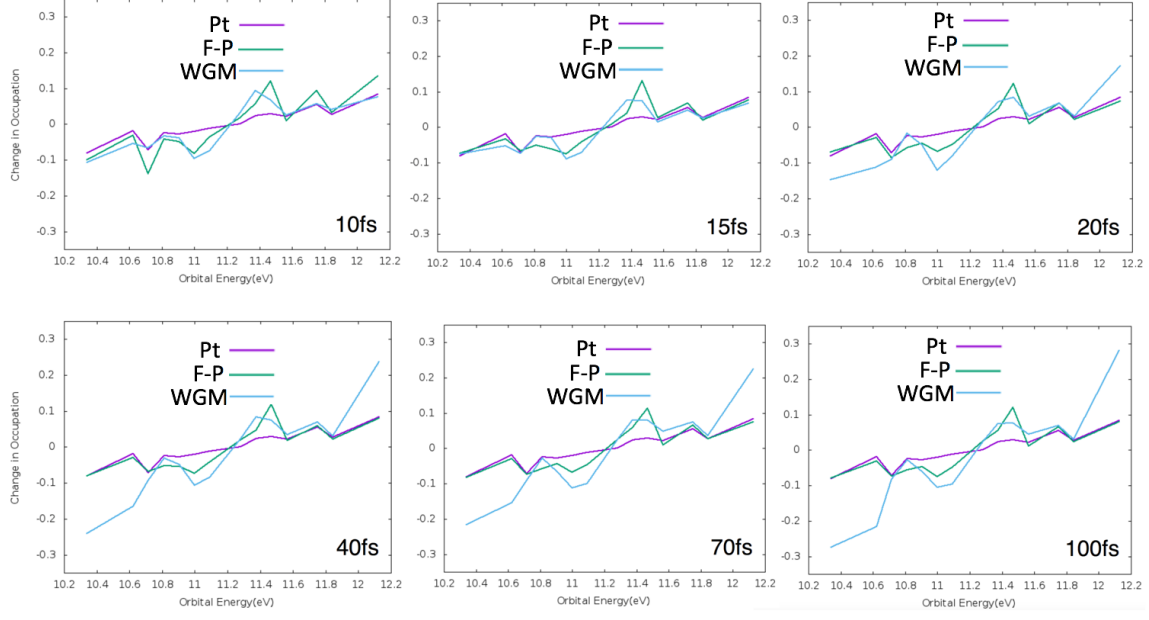 0.3
0.2
0.1
0
-0.1
-0.2
-0.3
Change in Occupation
Pt
F-P
WGM
10fs
10.2 10.4 10.6 10.8 11 11.2 11.4 11.6 11.8 12 12.2
Orbital Energy(eV)
0.3
0.2
0.1
0
-0.1
-0.2
-0.3
Pt
F-P
WGM
15fs
10.2 10.4 10.6 10.8 11 11.2 11.4 11.6 11.8 12 12.2
Orbital Energy(eV)
0.3
0.2
0.1
0
-0.1
-0.2
-0.3
Pt
F-P
WGM
20fs
10.2 10.4 10.6 10.8 11 11.2 11.4 11.6 11.8 12 12.2
Orbital Energy(eV)
0.3
0.2
0.1
0
-0.1
-0.2
-0.3
Change in Occupation
Pt
F-P
WGM
40fs
10.2 10.4 10.6 10.8 11 11.2 11.4 11.6 11.8 12 12.2
Orbital Energy(eV)
0.3
0.2
0.1
0
-0.1
-0.2
-0.3
Pt
F-P
WGM
70fs
10.2 10.4 10.6 10.8 11 11.2 11.4 11.6 11.8 12 12.2
Orbital Energy(eV)
0.3
0.2
0.1
0
-0.1
-0.2
-0.3
Pt
F-P
WGM
100fs
10.2 10.4 10.6 10.8 11 11.2 11.4 11.6 11.8 12 12.2
Orbital Energy(eV)